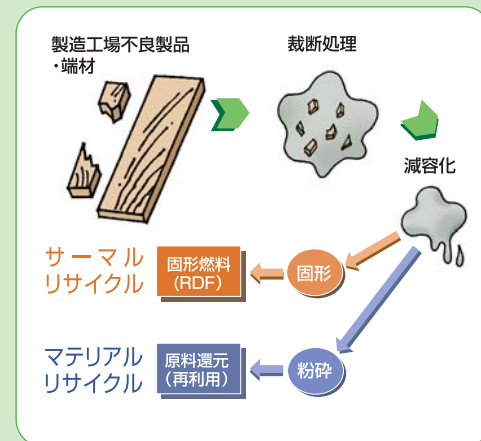 製造工場不良製品
・端材
裁断処理
減容化
サーマル
リサイクル
固形燃料
(RDF)
固形
マテリアル
リサイクル
原料還元
(再利用)
粉砕